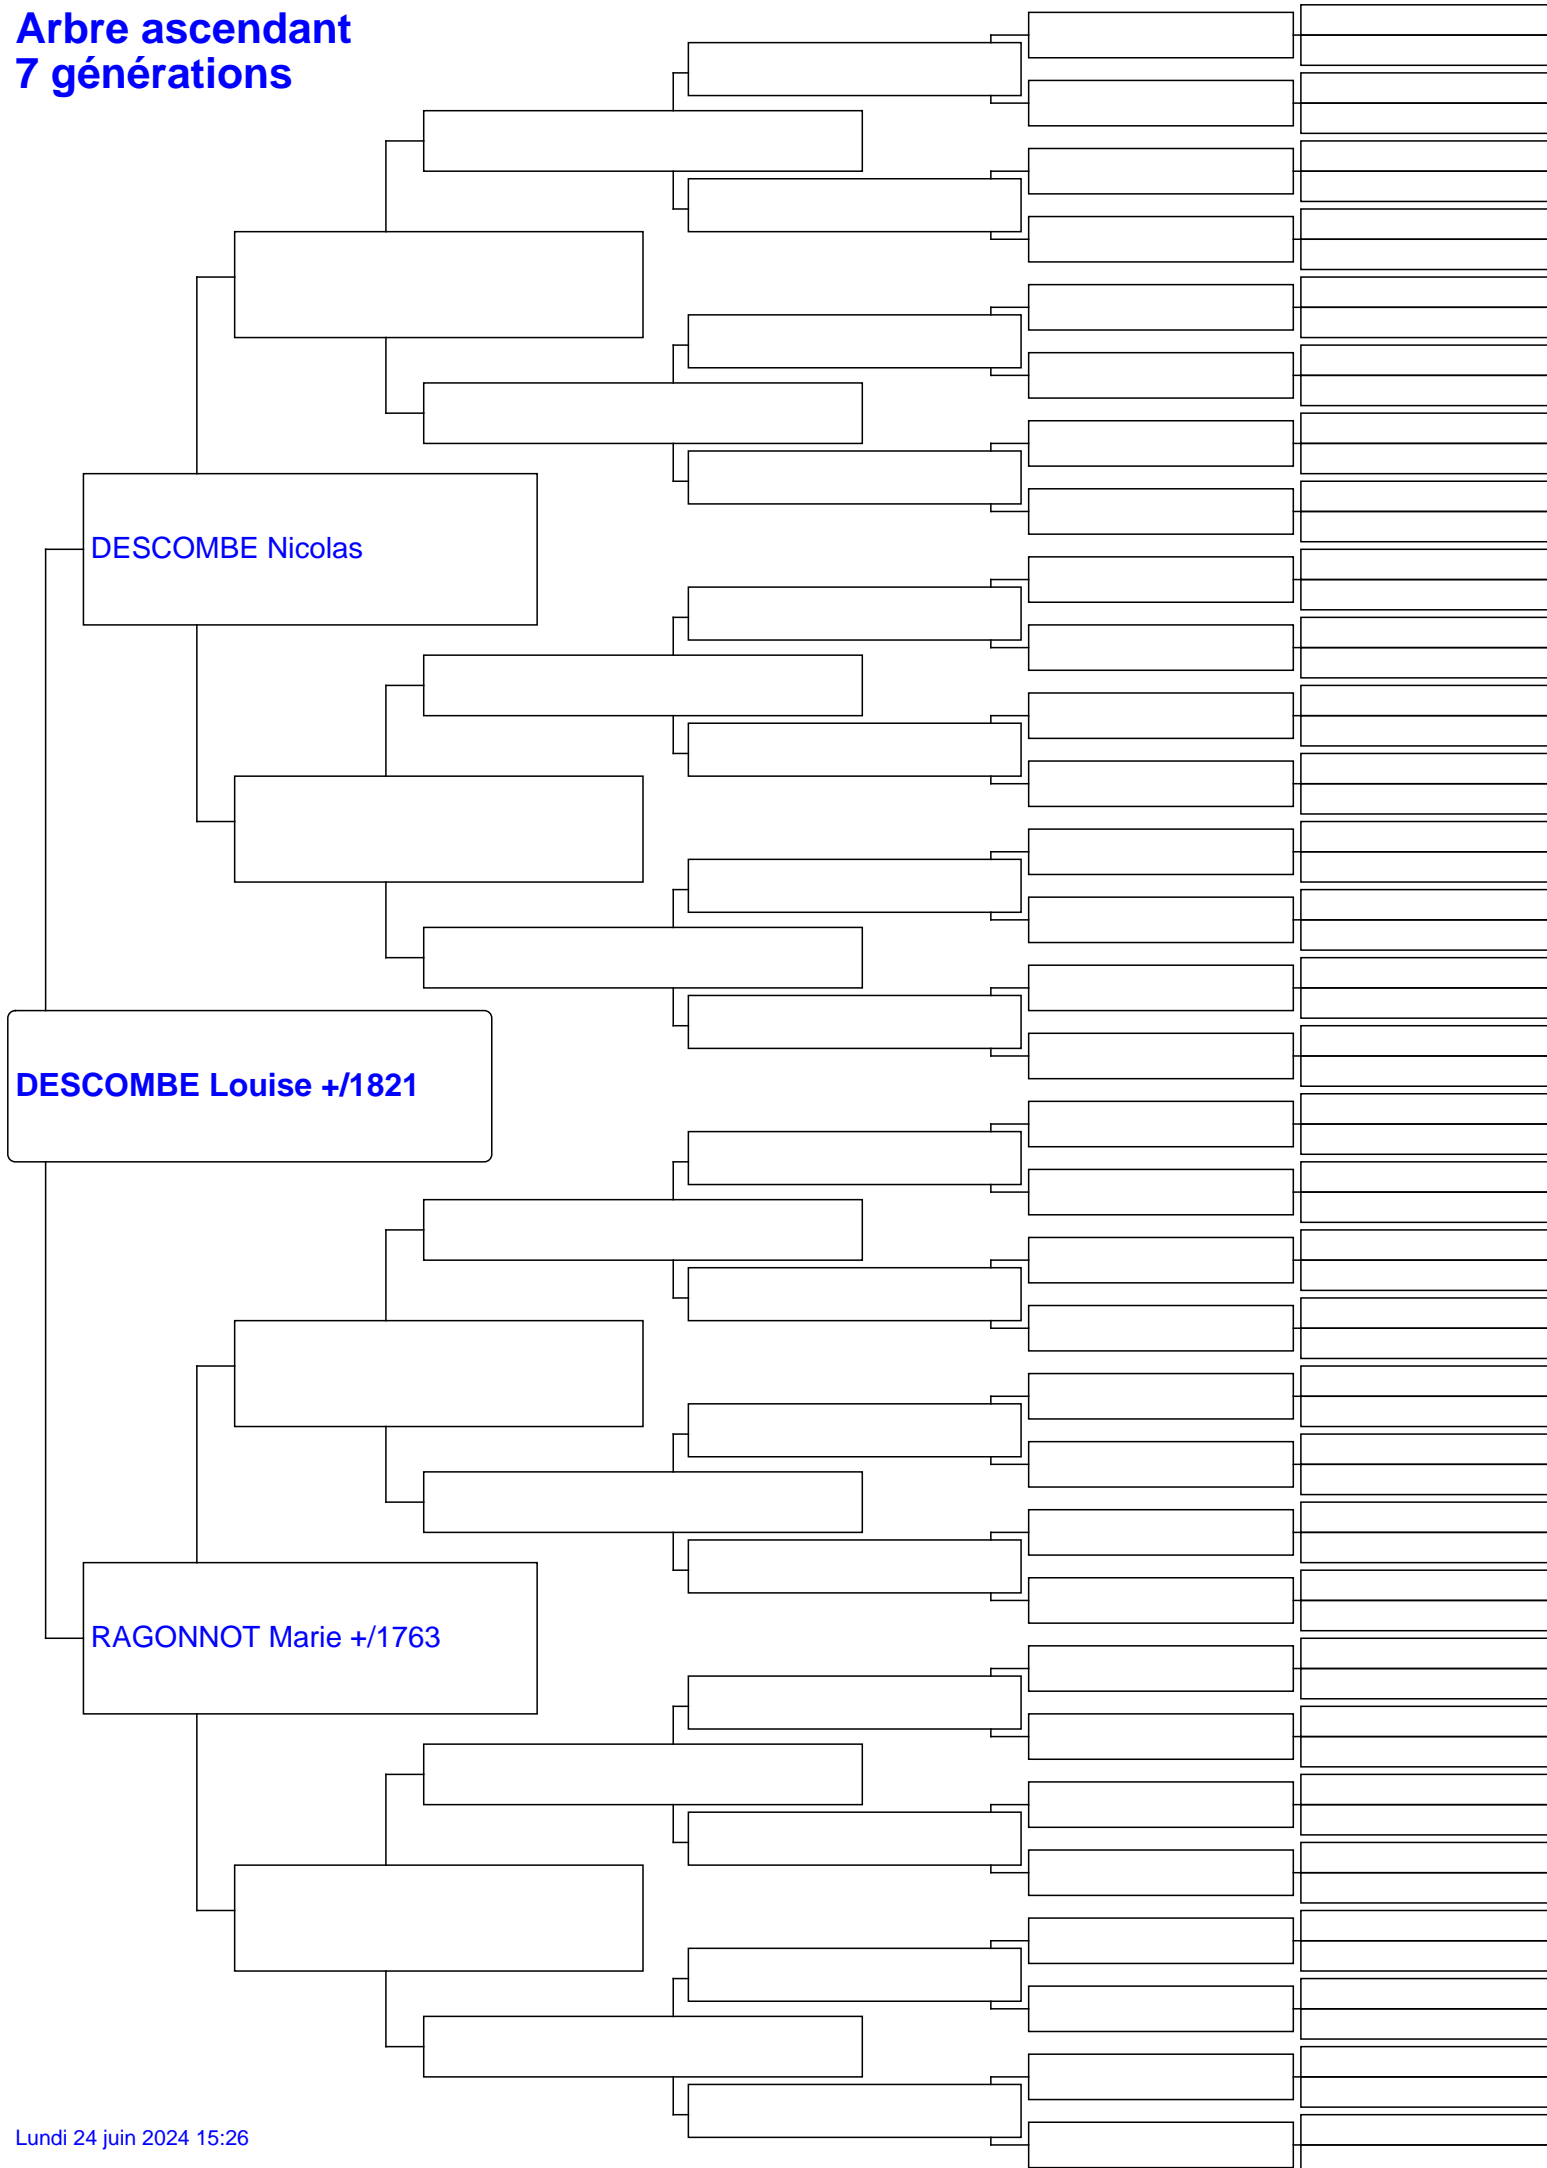 Arbre ascendant
7 générations
DESCOMBE Nicolas
DESCOMBE Louise +/1821
RAGONNOT Marie +/1763
Lundi 24 juin 2024 15:26